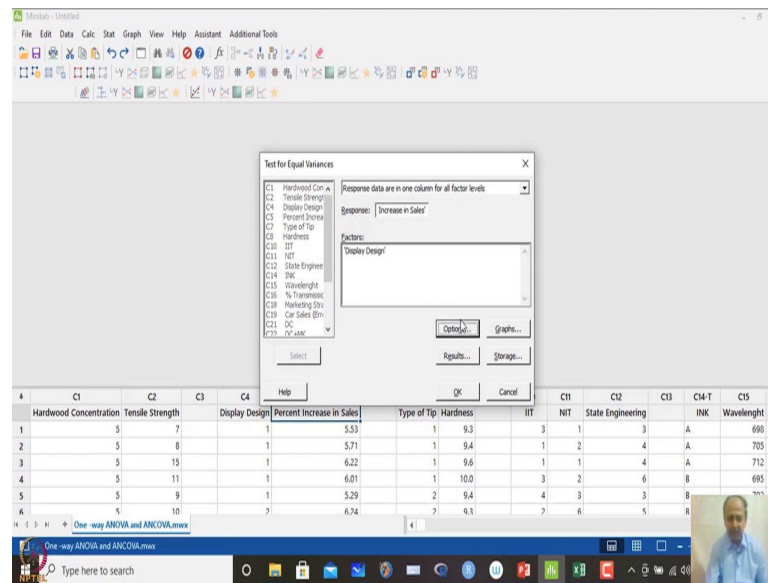 Minitab - Untitled
File Edit Data Calc Stat Graph View Help Assistant Additional Tools
Test for Equal Variances
C1 Hardwood Con
C2 Tensile Strengt
C4 Display Design
C5 Percent Increa
C7 Type of Tip
C8 Hardness
C10 IIT
C11 NIT
C12 State Enginee
C14 INK
C15 Wavelenght
C16 % Transmissic
C18 Marketing Stra
C19 Car Sales (Em
C21 DC
Response data are in one column for all factor levels
Response: Increase in Sales'
Factors:
'Display Design'
Options... Graphs...
Select Results... Storage...
Help OK Cancel
C1 C2 C3 C4 C11 C12 C13 C14-T C15
Hardwood Concentration Tensile Strength Display Design Percent Increase in Sales Type of Tip Hardness IIT NIT State Engineering INK Wavelenght
1 5 7 1 5.53 1 9.3 3 1 3 A 698
2 5 8 1 5.71 1 9.4 1 2 4 A 705
3 5 15 1 6.22 1 9.6 1 1 4 A 712
4 5 11 1 6.01 1 10.0 3 2 6 B 695
5 5 9 1 5.29 2 9.4 4 3 3 B
6 5 10 2 6.24 2 9.3 2 6 5 B
One -way ANOVA and ANCOVA.mwx
One -way ANOVA and ANCOVA.mwx
Type here to search
NPTEL